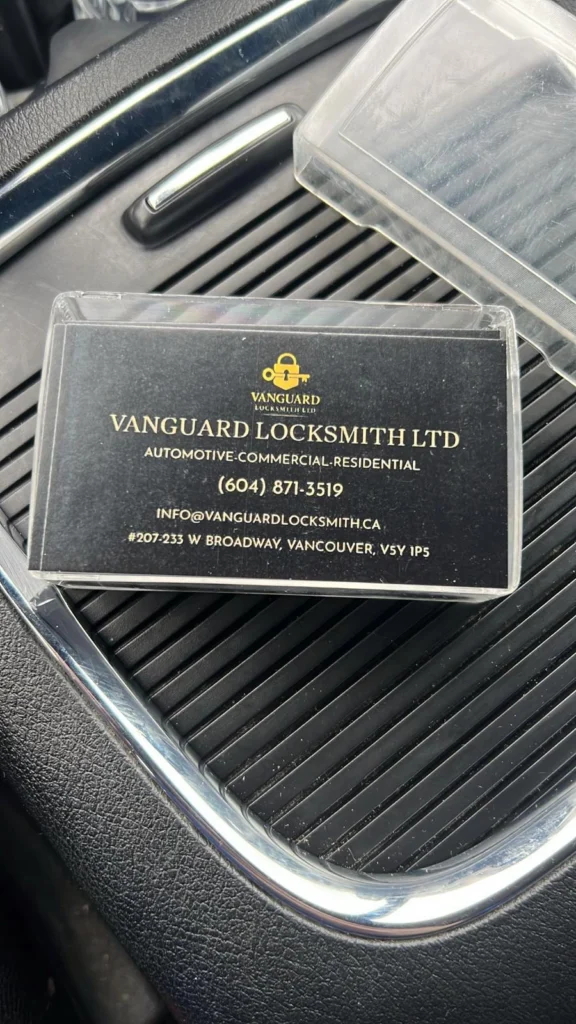 VANGUARD
LOCKSMITH LTD
VANGUARD LOCKSMITH LTD
AUTOMOTIVE-COMMERCIAL-RESIDENTIAL
(604) 871-3519
INFO@VANGUARDLOCKSMITH.CA
#207-233 W BROADWAY, VANCOUVER, V5Y 1P5